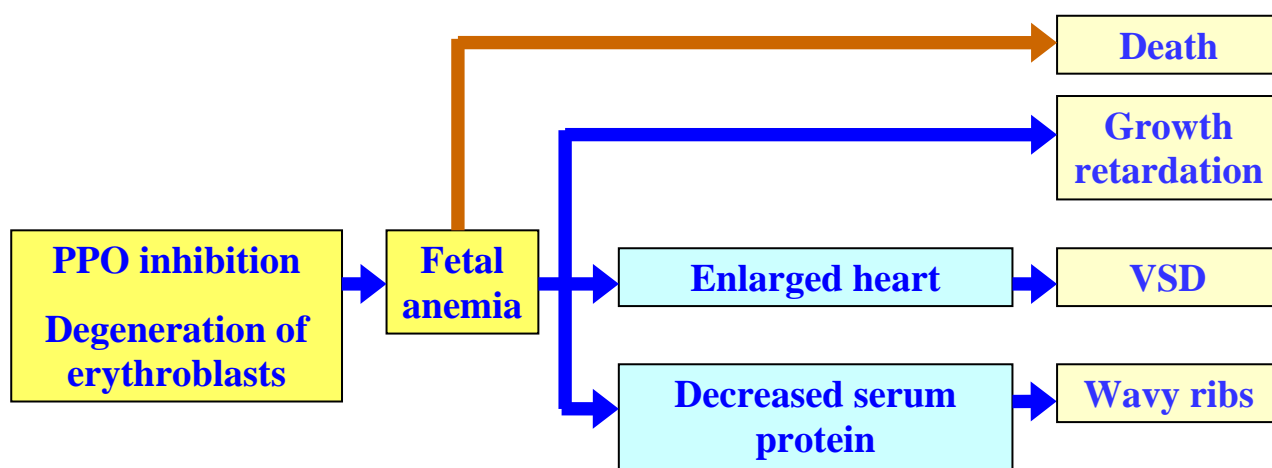 Death
Growth
retardation
PPO inhibition
Degeneration of
erythroblasts
Fetal
anemia
Enlarged heart
VSD
Decreased serum
protein
Wavy ribs